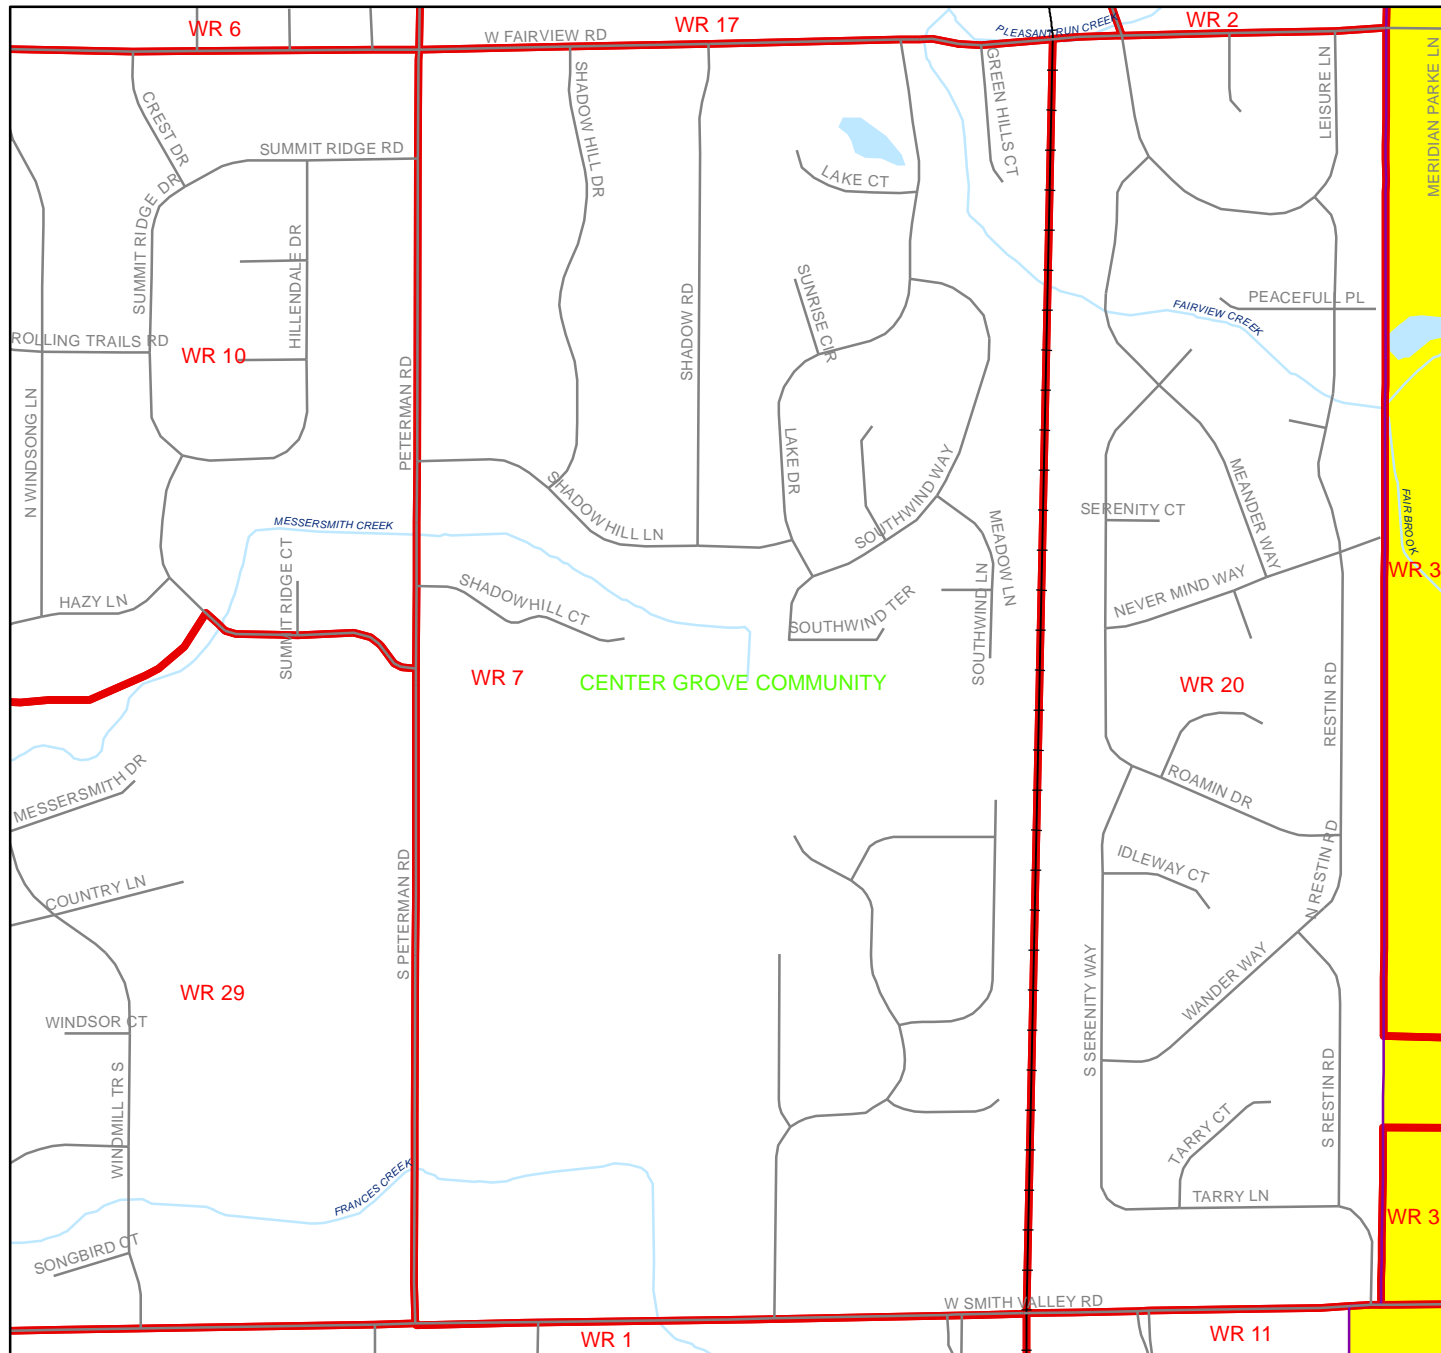 WR 6
WR 17
WR 2
W FAIRVIEW RD
PLEASANT RUN CREEK
CREST DR
SUMMIT RIDGE RD
SUMMIT RIDGE DR
SHADOW HILL DR
GREEN HILLS CT
LEISURE LN
MERIDIAN PARKE LN
LAKE CT
HILLENDALE DR
SUNRISE CIR
SHADOW RD
PEACEFULL PL
FAIRVIEW CREEK
ROLLING TRAILS RD
WR 10
N WINDSONG LN
PETERMAN RD
LAKE DR
SOUTHWIND WAY
MEANDER WAY
SHADOW HILL LN
SERENITY CT
MESSERSMITH CREEK
FAIR BROOK
MEADOW LN
SUMMIT RIDGE CT
HAZY LN
SHADOW HILL CT
SOUTHWIND TER
SOUTHWIND LN
NEVER MIND WAY
WR 3
WR 7
CENTER GROVE COMMUNITY
WR 20
RESTIN RD
MESSERSMITH DR
ROAMIN DR
COUNTRY LN
S PETERMAN RD
IDLEWAY CT
N RESTIN RD
WR 29
WINDSOR CT
S SERENITY WAY
WANDER WAY
WINDMILL TR S
S RESTIN RD
TARRY CT
FRANCES CREEK
TARRY LN
WR 3
SONGBIRD CT
W SMITH VALLEY RD
WR 1
WR 11